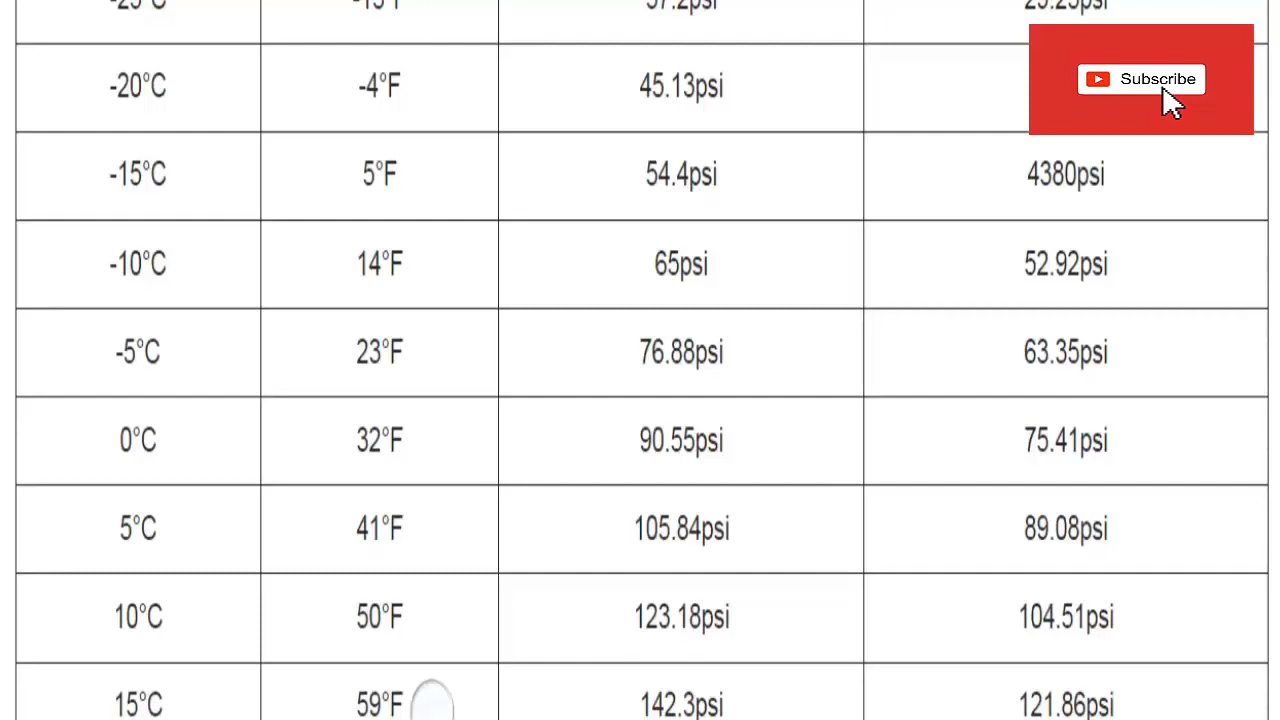 -20°C -4°F 45.13psi
Subscribe
-15°C 5°F 54.4psi 4380psi
-10°C 14°F 65psi 52.92psi
-5°C 23°F 76.88psi 63.35psi
0°C 32°F 90.55psi 75.41psi
5°C 41°F 105.84psi 89.08psi
10°C 50°F 123.18psi 104.51psi
15°C 59°F 142.3psi 121.86psi